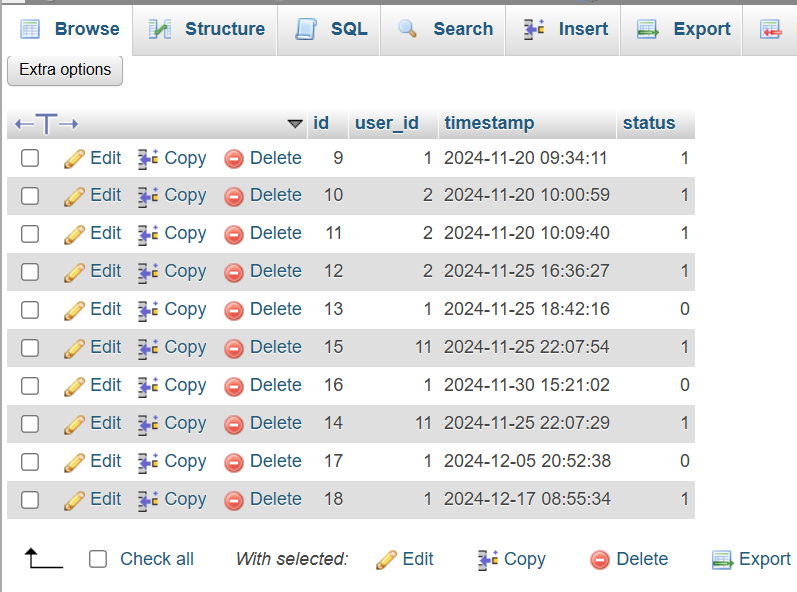 Browse Structure SQL Search Insert Export
Extra options
id user_id timestamp status
Edit Copy Delete 9 1 2024-11-20 09:34:11 1
Edit Copy Delete 10 2 2024-11-20 10:00:59 1
Edit Copy Delete 11 2 2024-11-20 10:09:40 1
Edit Copy Delete 12 2 2024-11-25 16:36:27 1
Edit Copy Delete 13 1 2024-11-25 18:42:16 0
Edit Copy Delete 15 11 2024-11-25 22:07:54 1
Edit Copy Delete 16 1 2024-11-30 15:21:02 0
Edit Copy Delete 14 11 2024-11-25 22:07:29 1
Edit Copy Delete 17 1 2024-12-05 20:52:38 0
Edit Copy Delete 18 1 2024-12-17 08:55:34 1
Check all With selected: Edit Copy Delete Export